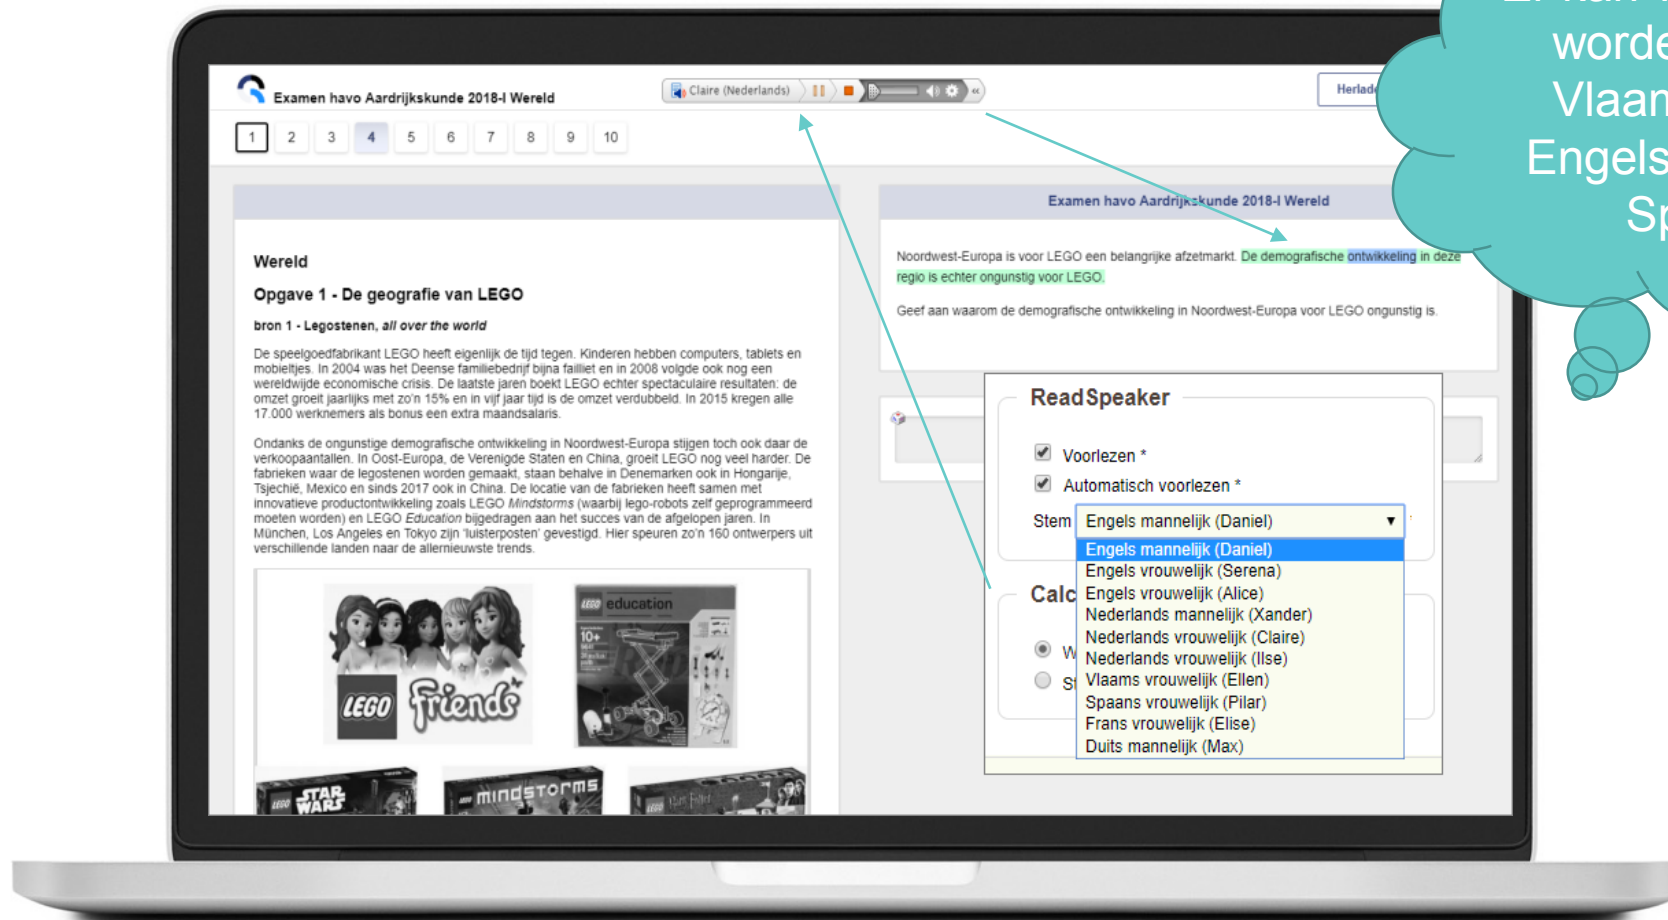 Examen havo Aardrijkskunde 2018-I Wereld
Claire (Nederlands)
1 2 3 4 5 6 7 8 9 10
Wereld
Opgave 1 - De geografie van LEGO
bron 1 - Legostenen, all over the world
De speelgoedfabrikant LEGO heeft eigenlijk de tijd tegen. Kinderen hebben computers, tablets en
mobieltjes. In 2004 was het Deense familiebedrijf bijna failliet en in 2008 volgde ook nog een
wereldwijde economische crisis. De laatste jaren boekt LEGO echter spectaculaire resultaten: de
omzet groeit jaarlijks met zo'n 15% en in vijf jaar tijd is de omzet verdubbeld. In 2015 kregen alle
17.000 werknemers als bonus een extra maandsalaris.
Ondanks de ongunstige demografische ontwikkeling in Noordwest-Europa stijgen toch ook daar de
verkoopaantallen. In Oost-Europa, de Verenigde Staten en China, groeit LEGO nog veel harder. De
fabrieken waar de legostenen worden gemaakt, staan behalve in Denemarken ook in Hongarije,
Tsjechië, Mexico en sinds 2017 ook in China. De locatie van de fabrieken heeft samen met
innovatieve productontwikkeling zoals LEGO Mindstorms (waarbij lego-robots zelf geprogrammeerd
moeten worden) en LEGO Education bijgedragen aan het succes van de afgelopen jaren. In
München, Los Angeles en Tokyo zijn 'luisterposten' gevestigd. Hier speuren zo'n 160 ontwerpers uit
verschillende landen naar de allernieuwste trends.
LEGO Friends
LEGO education
10+
LEGO STAR WARS
LEGO mindstorms
LEGO Harry Potter
Examen havo Aardrijkskunde 2018-I Wereld
Noordwest-Europa is voor LEGO een belangrijke afzetmarkt. De demografische ontwikkeling in deze
regio is echter ongunstig voor LEGO.
Geef aan waarom de demografische ontwikkeling in Noordwest-Europa voor LEGO ongunstig is.
ReadSpeaker
Voorlezen *
Automatisch voorlezen *
Stem Engels mannelijk (Daniel)
Engels mannelijk (Daniel)
Engels vrouwelijk (Serena)
Engels vrouwelijk (Alice)
Nederlands mannelijk (Xander)
Nederlands vrouwelijk (Claire)
Nederlands vrouwelijk (Ilse)
Vlaams vrouwelijk (Ellen)
Spaans vrouwelijk (Pilar)
Frans vrouwelijk (Elise)
Duits mannelijk (Max)
Calc
Engels